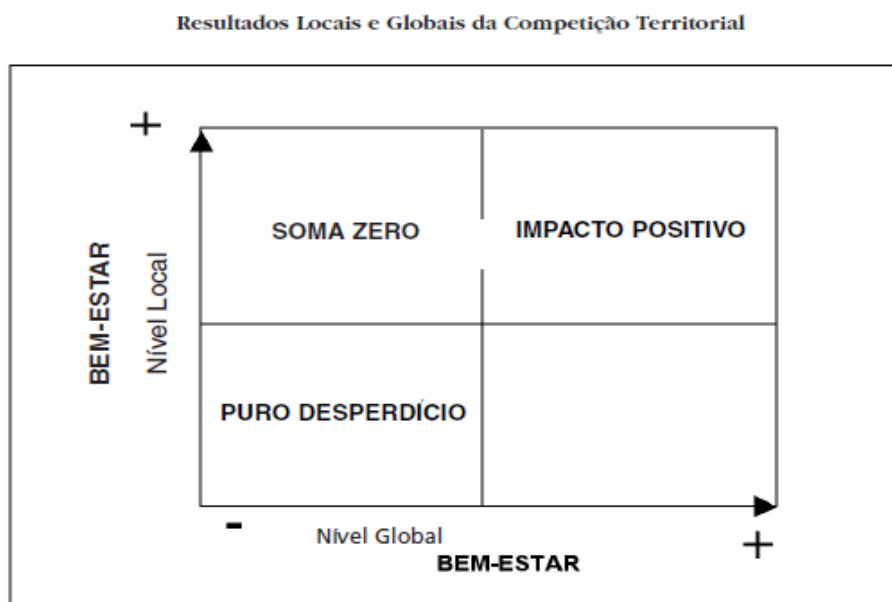 Resultados Locais e Globais da Competição Territorial
+
BEM-ESTAR
Nível Local
SOMA ZERO
IMPACTO POSITIVO
PURO DESPERDÍCIO
-
Nível Global
+
BEM-ESTAR